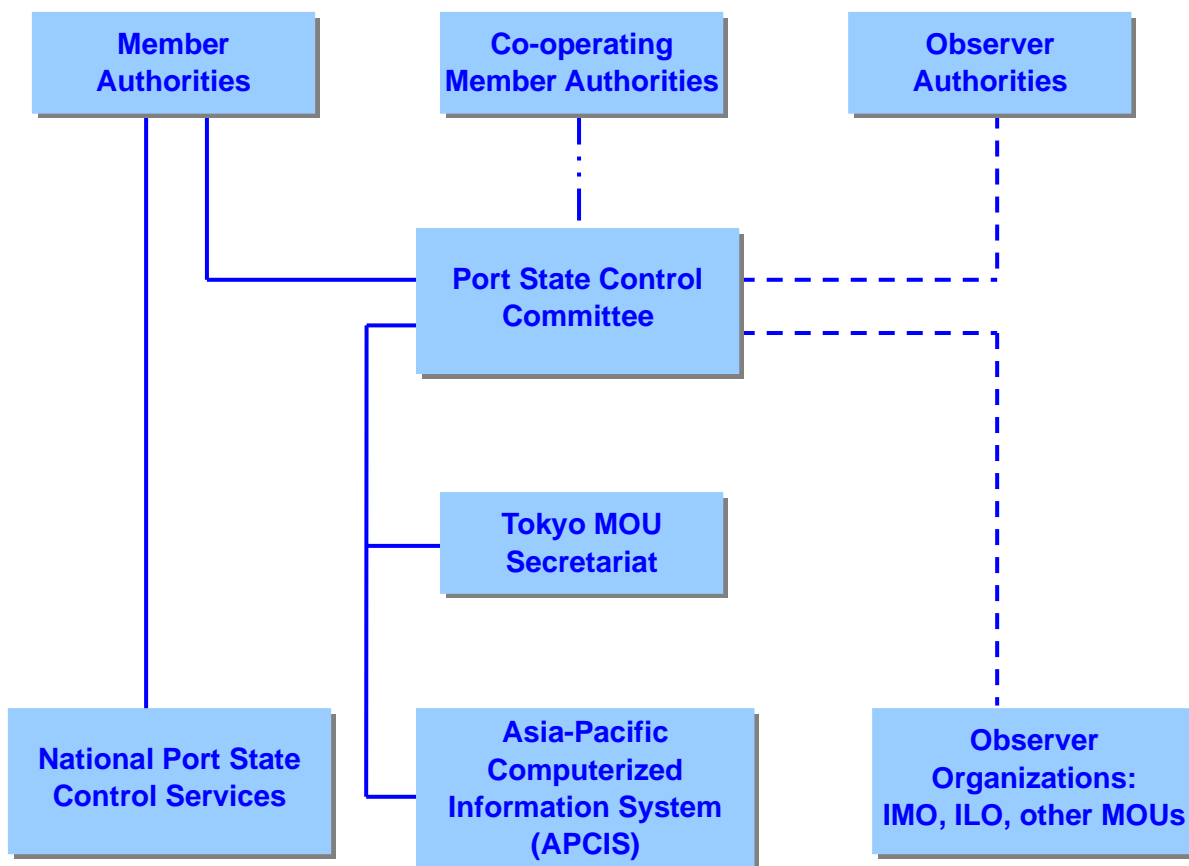 Member
Authorities
Co-operating
Member Authorities
Observer
Authorities
Port State Control
Committee
Tokyo MOU
Secretariat
National Port State
Control Services
Asia-Pacific
Computerized
Information System
(APCIS)
Observer
Organizations:
IMO, ILO, other MOUs